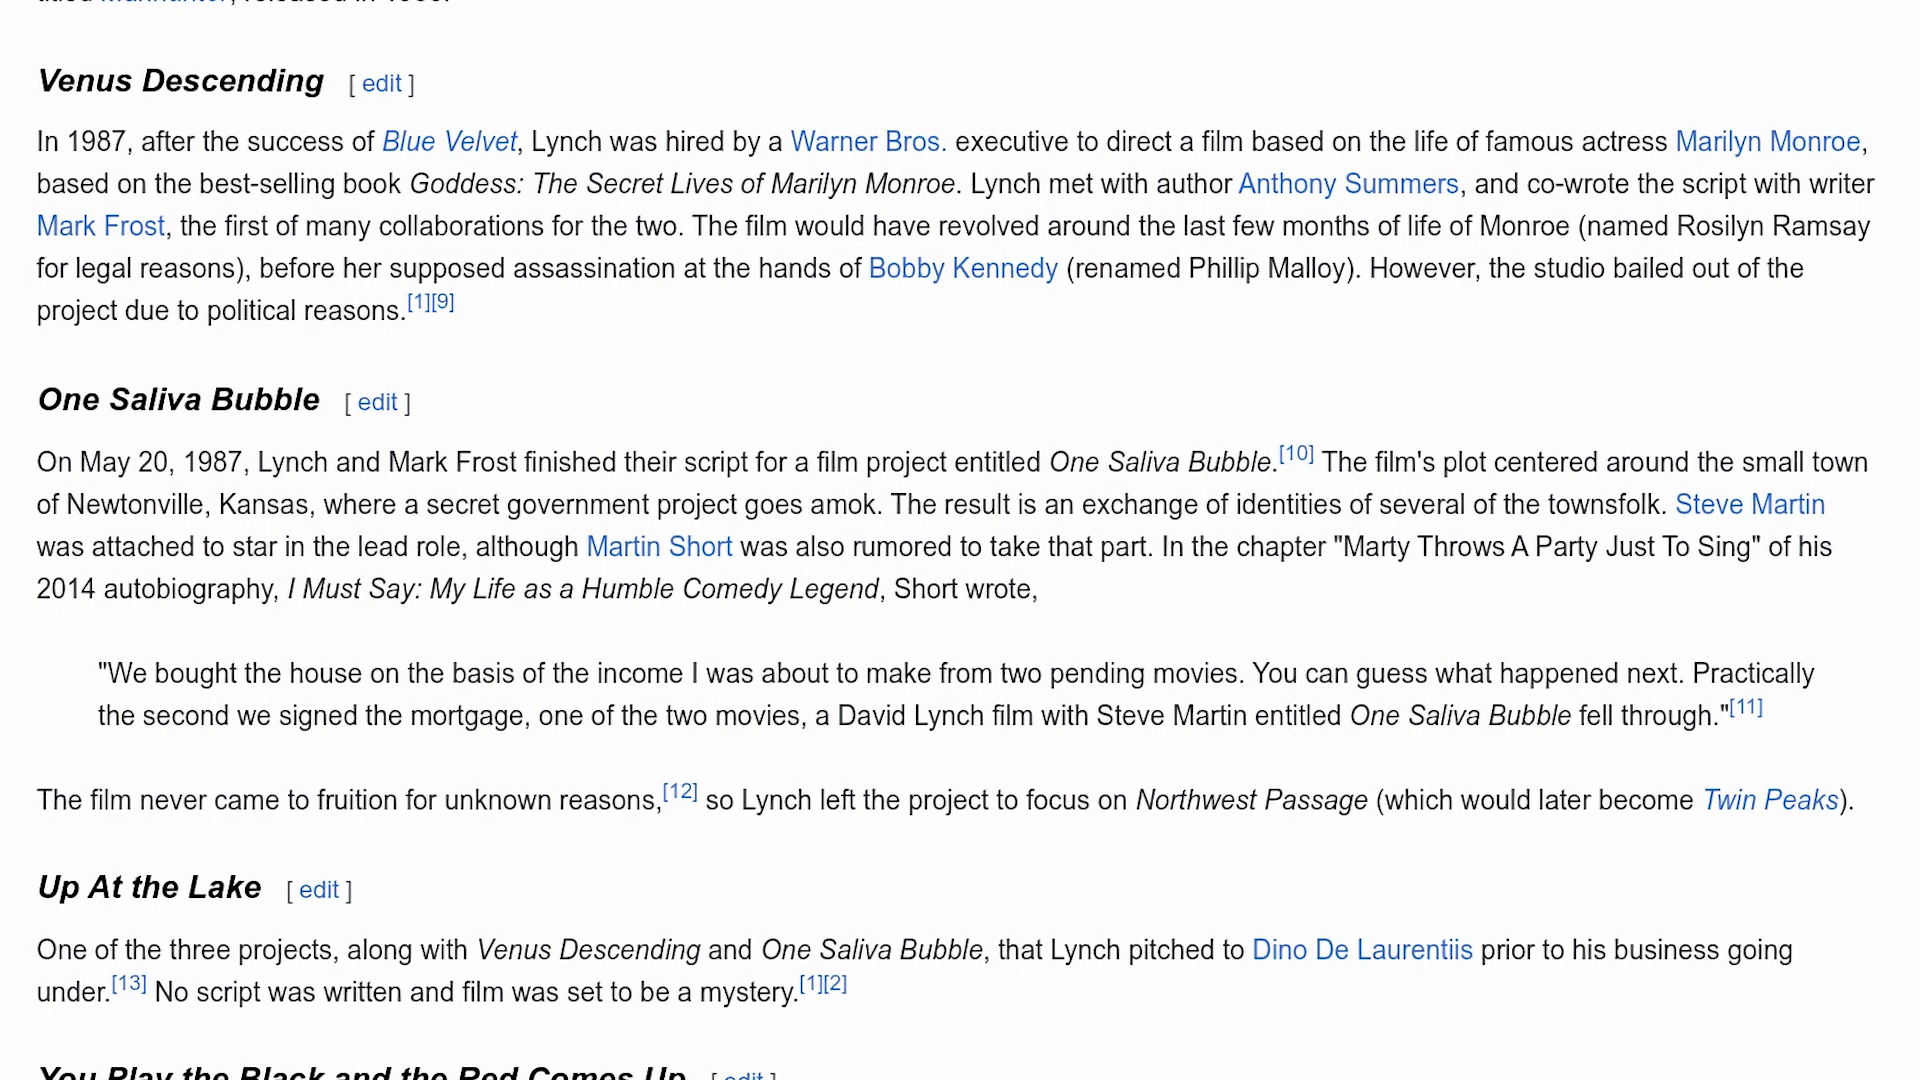 Venus Descending [ edit ]
In 1987, after the success of Blue Velvet, Lynch was hired by a Warner Bros. executive to direct a film based on the life of famous actress Marilyn Monroe,
based on the best-selling book Goddess: The Secret Lives of Marilyn Monroe. Lynch met with author Anthony Summers, and co-wrote the script with writer
Mark Frost, the first of many collaborations for the two. The film would have revolved around the last few months of life of Monroe (named Rosilyn Ramsay
for legal reasons), before her supposed assassination at the hands of Bobby Kennedy (renamed Phillip Malloy). However, the studio bailed out of the
project due to political reasons.[1][9]
One Saliva Bubble [ edit ]
On May 20, 1987, Lynch and Mark Frost finished their script for a film project entitled One Saliva Bubble.[10] The film's plot centered around the small town
of Newtonville, Kansas, where a secret government project goes amok. The result is an exchange of identities of several of the townsfolk. Steve Martin
was attached to star in the lead role, although Martin Short was also rumored to take that part. In the chapter "Marty Throws A Party Just To Sing" of his
2014 autobiography, I Must Say: My Life as a Humble Comedy Legend, Short wrote,
"We bought the house on the basis of the income I was about to make from two pending movies. You can guess what happened next. Practically
the second we signed the mortgage, one of the two movies, a David Lynch film with Steve Martin entitled One Saliva Bubble fell through."[11]
The film never came to fruition for unknown reasons,[12] so Lynch left the project to focus on Northwest Passage (which would later become Twin Peaks).
Up At the Lake [ edit ]
One of the three projects, along with Venus Descending and One Saliva Bubble, that Lynch pitched to Dino De Laurentiis prior to his business going
under.[13] No script was written and film was set to be a mystery.[1][2]
You Play the Black and the Red Comes Up [ edit ]